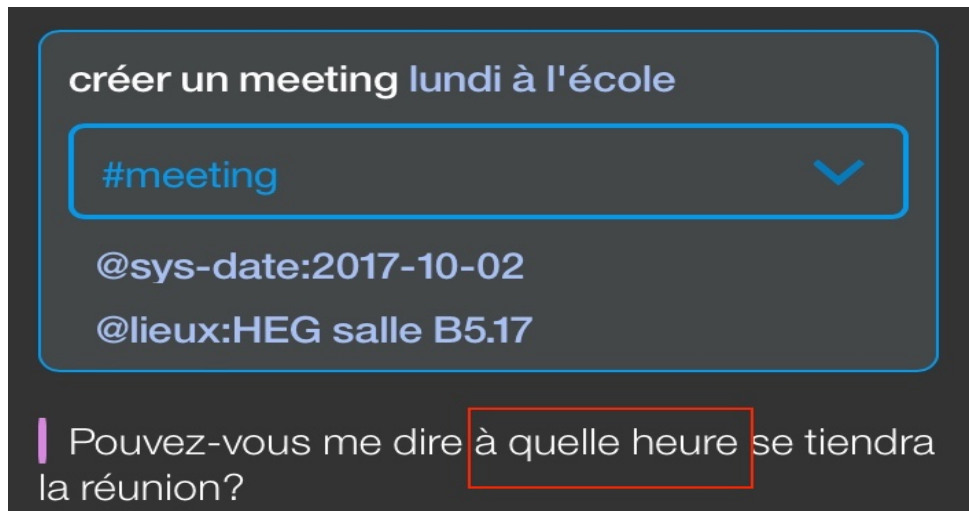 créer un meeting lundi à l'école
#meeting
@sys-date:2017-10-02
@lieux:HEG salle B5.17
Pouvez-vous me dire à quelle heure se tiendra
la réunion?